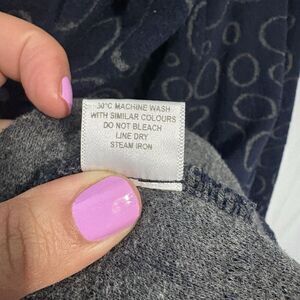 30°C MACHINE WASH
WITH SIMILAR COLOURS
DO NOT BLEACH
LINE DRY
STEAM IRON